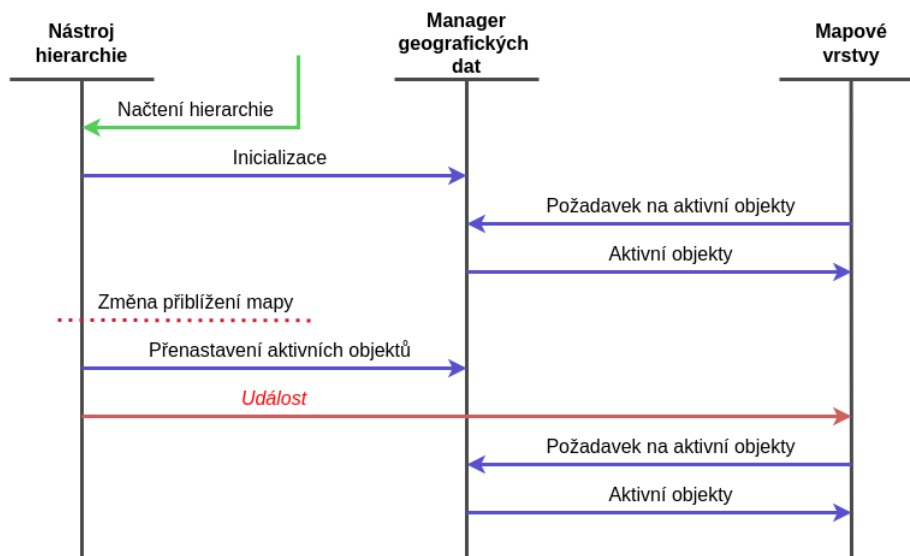 Nástroj
hierarchie
Manager
geografických
dat
Mapové
vrstvy
Načtení hierarchie
Inicializace
Požadavek na aktivní objekty
Aktivní objekty
Změna přiblížení mapy
Přenastavení aktivních objektů
Událost
Požadavek na aktivní objekty
Aktivní objekty